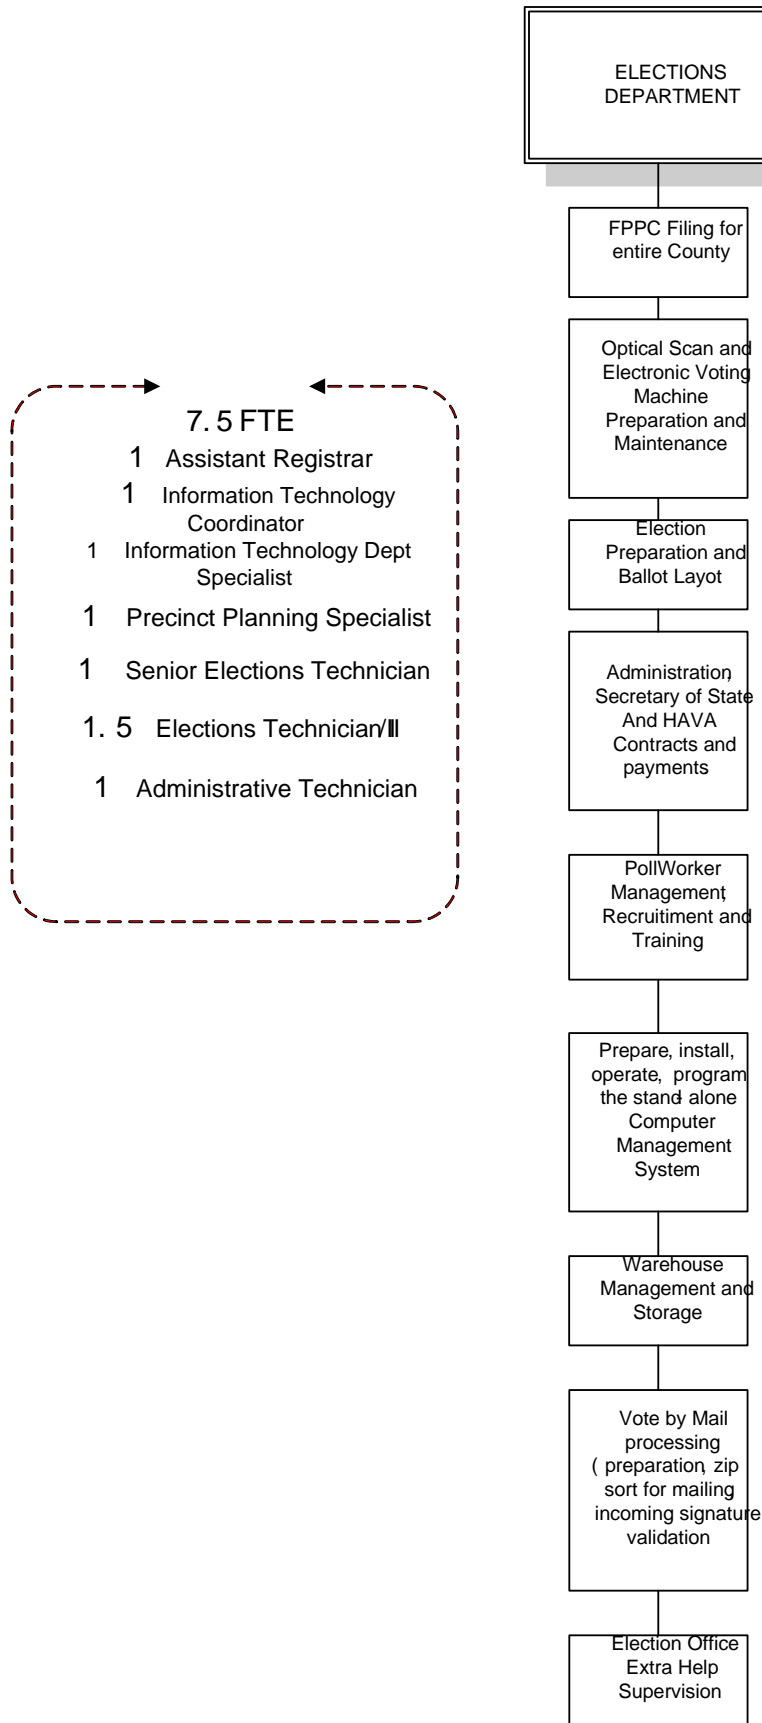 ELECTIONS
DEPARTMENT
FPPC Filing for
entire County
Optical Scan and
Electronic Voting
Machine
Preparation and
Maintenance
Election
Preparation and
Ballot Layot
Administration,
Secretary of State
And HAVA
Contracts and
payments
PollWorker
Management,
Recruitiment and
Training
Prepare, install,
operate, program
the stand-alone
Computer
Management
System
Warehouse
Management and
Storage
Vote by Mail
processing
( preparation, zip
sort for mailing,
incoming signature
validation
Election Office
Extra Help
Supervision
7.5 FTE
1 Assistant Registrar
1 Information Technology
Coordinator
1 Information Technology Dept
Specialist
1 Precinct Planning Specialist
1 Senior Elections Technician
1.5 Elections Technician/III
1 Administrative Technician